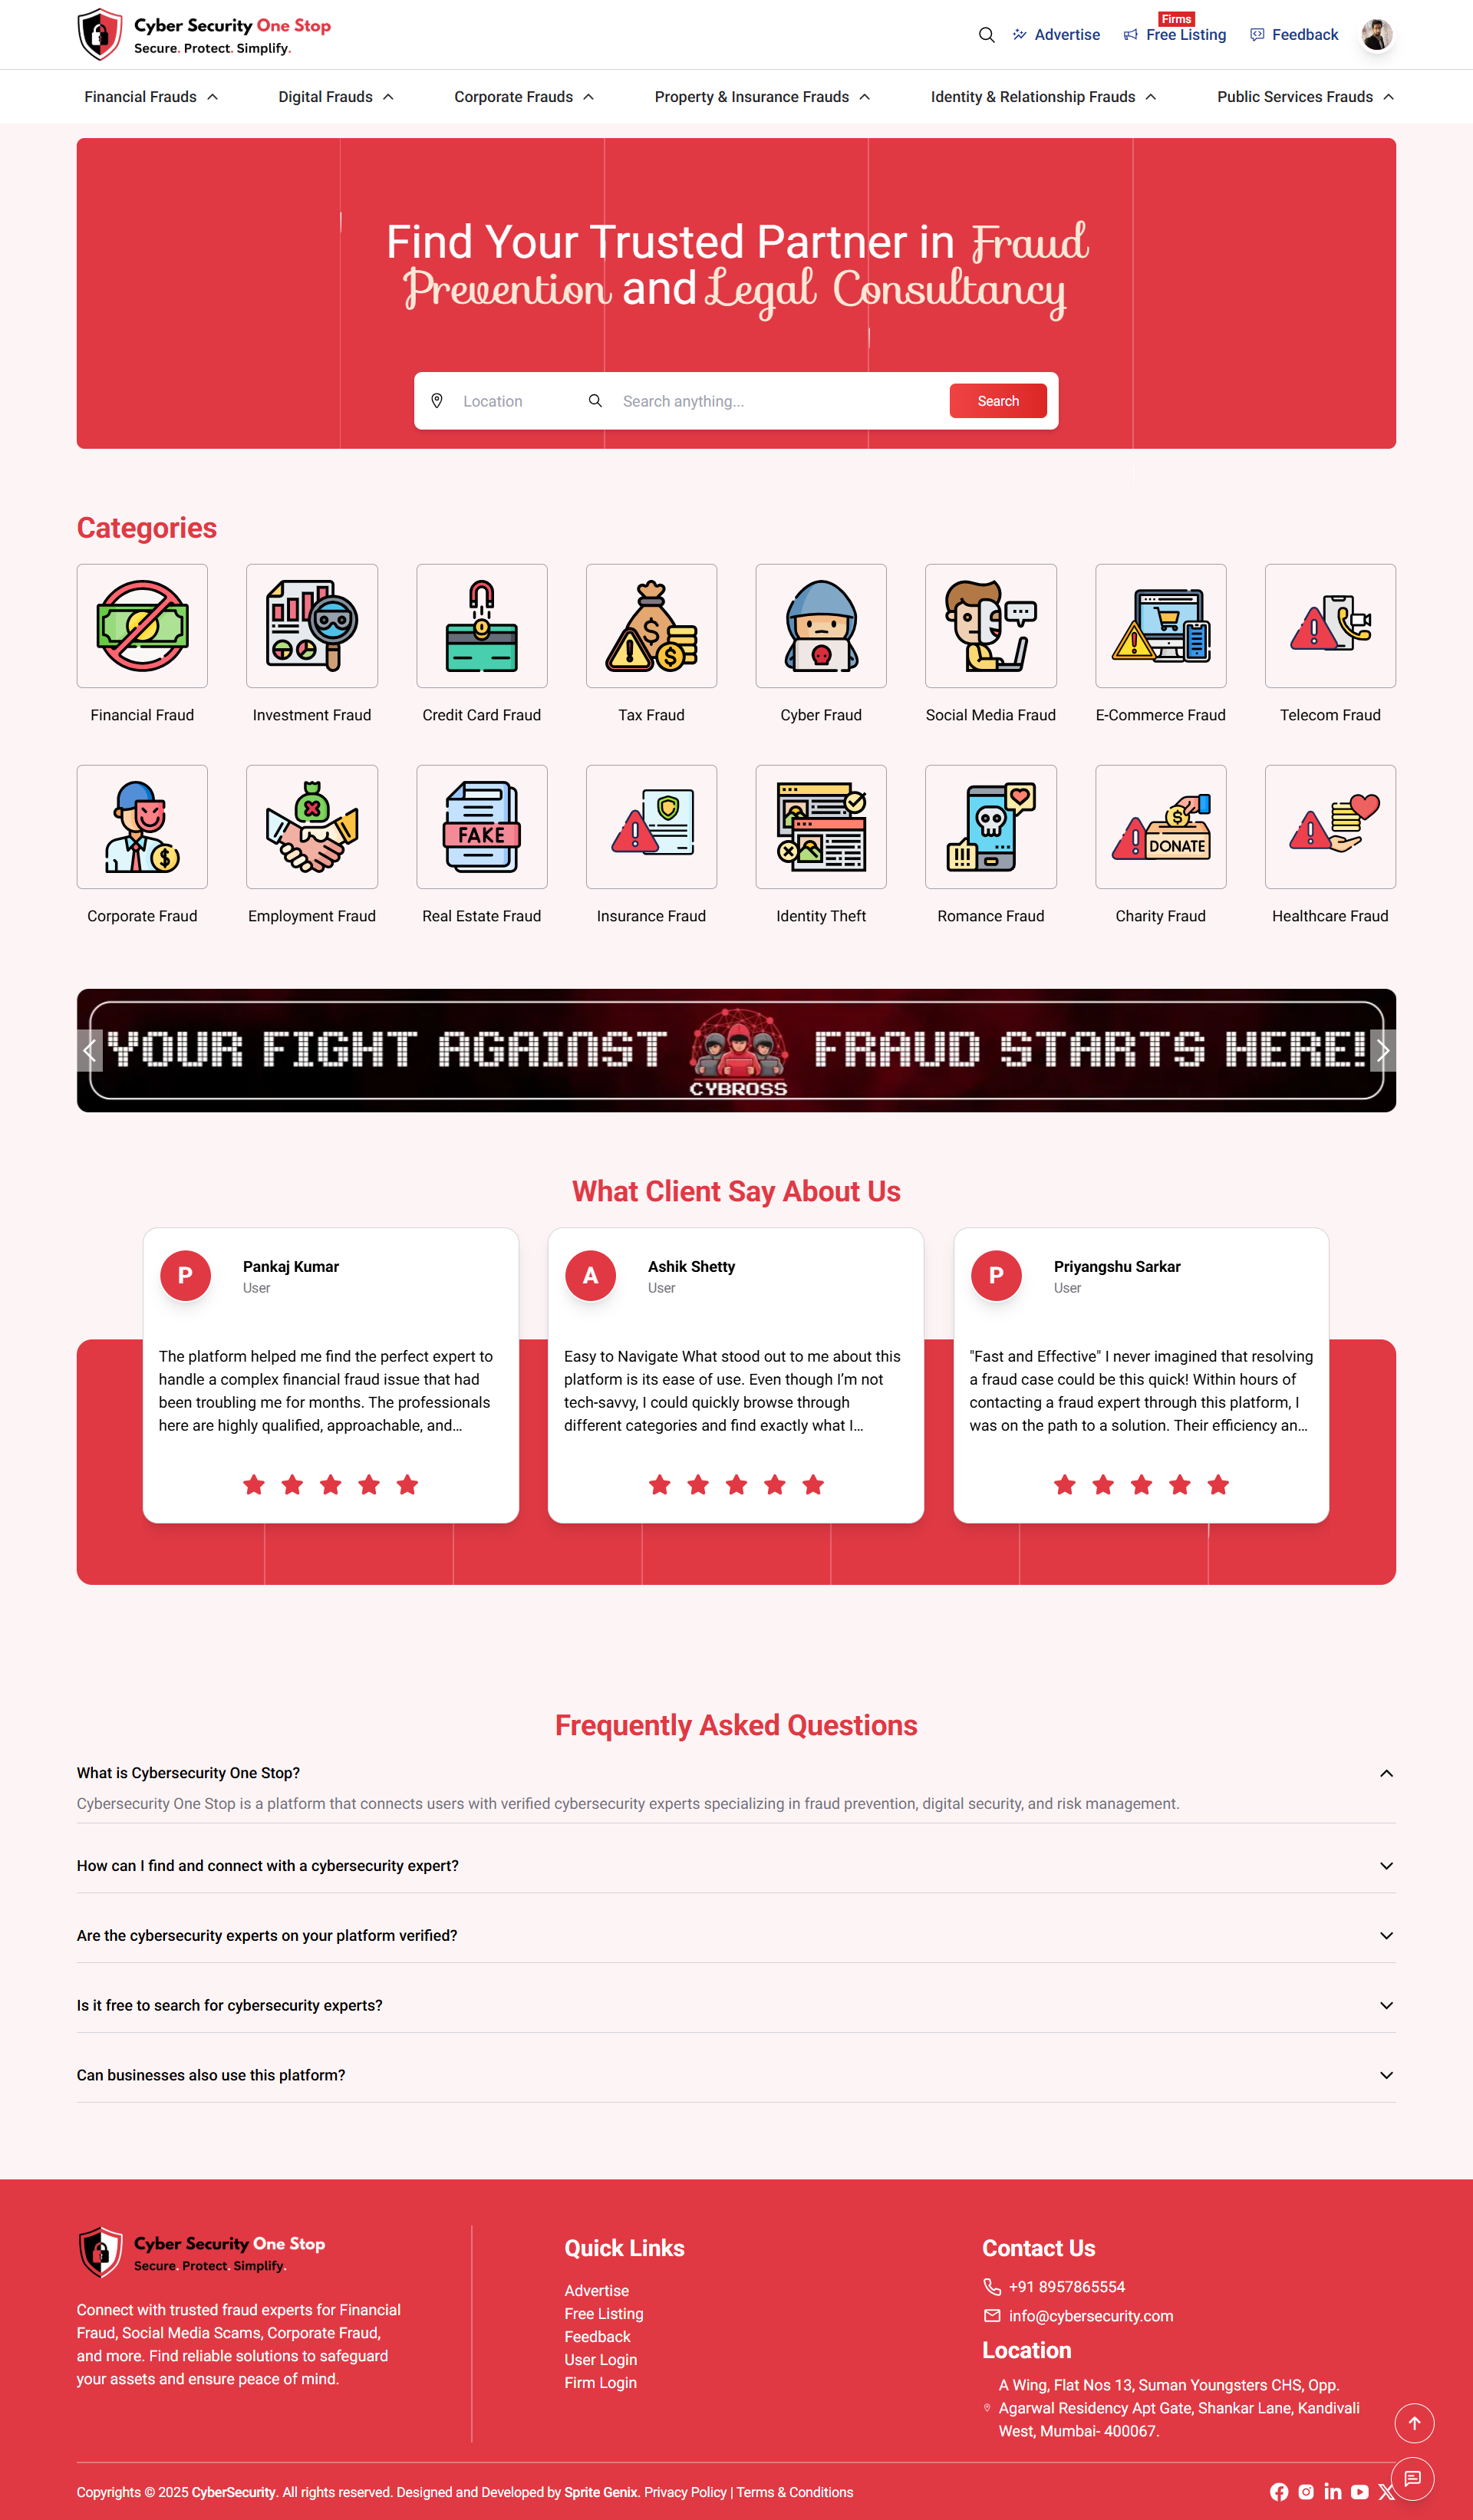 Cyber Security One Stop
Secure. Protect. Simplify.
Advertise
Firms
Free Listing
Feedback
Financial Frauds
Digital Frauds
Corporate Frauds
Property & Insurance Frauds
Identity & Relationship Frauds
Public Services Frauds
Find Your Trusted Partner in Fraud
Prevention and Legal Consultancy
Location
Search anything...
Search
Categories
Financial Fraud
Investment Fraud
Credit Card Fraud
Tax Fraud
Cyber Fraud
Social Media Fraud
E-Commerce Fraud
Telecom Fraud
FAKE
DONATE
Corporate Fraud
Employment Fraud
Real Estate Fraud
Insurance Fraud
Identity Theft
Romance Fraud
Charity Fraud
Healthcare Fraud
YOUR FIGHT AGAINST FRAUD STARTS HERE!
CYBROSS
What Client Say About Us
P
Pankaj Kumar
User
The platform helped me find the perfect expert to
handle a complex financial fraud issue that had
been troubling me for months. The professionals
here are highly qualified, approachable, and...
A
Ashik Shetty
User
Easy to Navigate What stood out to me about this
platform is its ease of use. Even though I'm not
tech-savvy, I could quickly browse through
different categories and find exactly what I...
P
Priyangshu Sarkar
User
"Fast and Effective" I never imagined that resolving
a fraud case could be this quick! Within hours of
contacting a fraud expert through this platform, I
was on the path to a solution. Their efficiency an...
Frequently Asked Questions
What is Cybersecurity One Stop?
Cybersecurity One Stop is a platform that connects users with verified cybersecurity experts specializing in fraud prevention, digital security, and risk management.
How can I find and connect with a cybersecurity expert?
Are the cybersecurity experts on your platform verified?
Is it free to search for cybersecurity experts?
Can businesses also use this platform?
Cyber Security One Stop
Secure. Protect. Simplify.
Connect with trusted fraud experts for Financial
Fraud, Social Media Scams, Corporate Fraud,
and more. Find reliable solutions to safeguard
your assets and ensure peace of mind.
Quick Links
Advertise
Free Listing
Feedback
User Login
Firm Login
Contact Us
+91 8957865554
info@cybersecurity.com
Location
A Wing, Flat Nos 13, Suman Youngsters CHS, Opp.
Agarwal Residency Apt Gate, Shankar Lane, Kandivali
West, Mumbai- 400067.
Copyrights © 2025 CyberSecurity. All rights reserved. Designed and Developed by Sprite Genix. Privacy Policy | Terms & Conditions